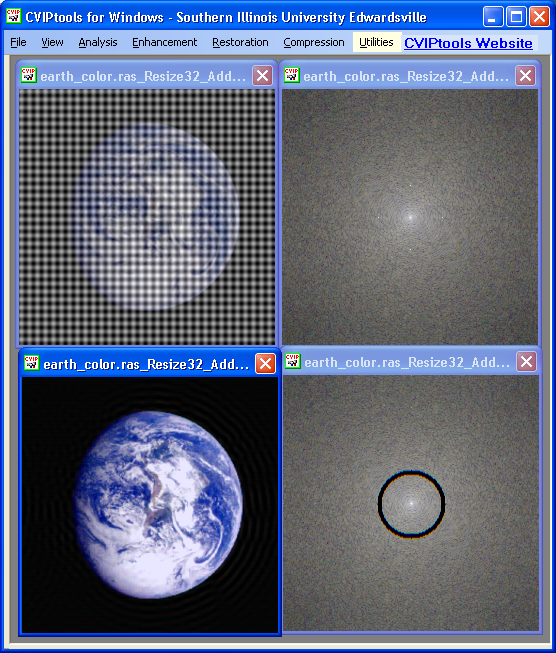 CVIPtools for Windows - Southern Illinois University Edwardsville
File View Analysis Enhancement Restoration Compression Utilities CVIPtools Website
earth_color.ras_Resize32_Add...
earth_color.ras_Resize32_Add...
earth_color.ras_Resize32_Add...
earth_color.ras_Resize32_Add...